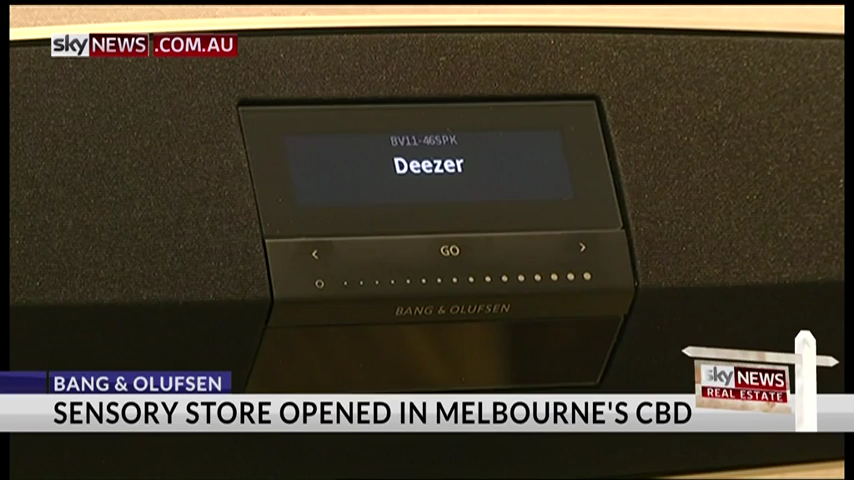 sky NEWS .COM.AU
BV11-46SPK
Deezer
< GO >
BANG & OLUFSEN
BANG & OLUFSEN
SENSORY STORE OPENED IN MELBOURNE'S CBD
sky NEWS
REAL ESTATE